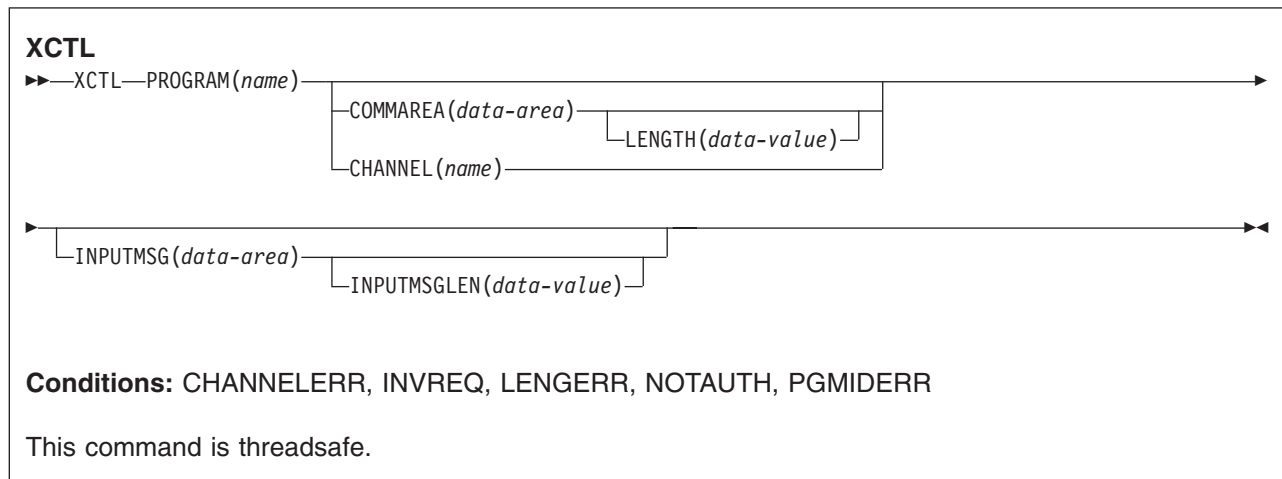 XCTL
XCTL PROGRAM(name)
COMMAREA(data-area)
LENGTH(data-value)
CHANNEL(name)
INPUTMSG(data-area)
INPUTMSGLEN(data-value)
Conditions: CHANNELERR, INVREQ, LENGERR, NOTAUTH, PGMIDERR
This command is threadsafe.